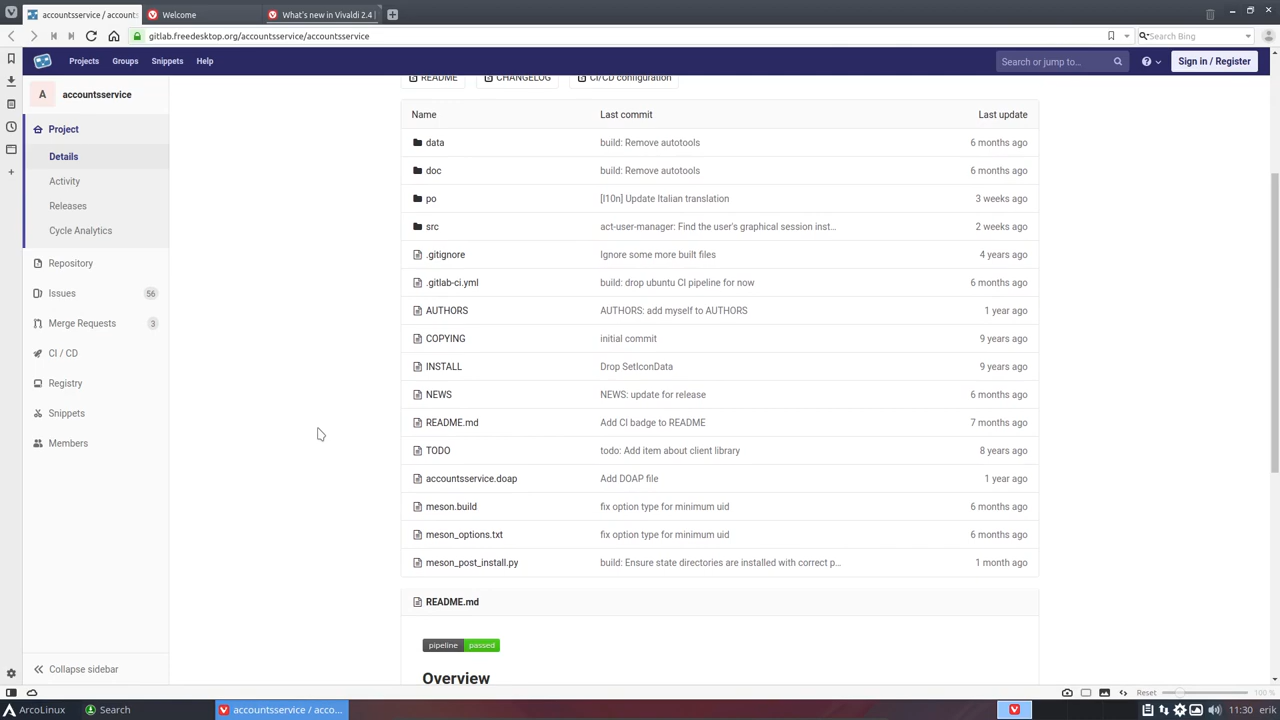 accountsservice / accounts
Welcome
What's new in Vivaldi 2.4 |
gitlab.freedesktop.org/accountsservice/accountsservice
Search Bing
Projects
Groups
Snippets
Help
Search or jump to...
Sign in / Register
A
accountsservice
Project
Details
Activity
Releases
Cycle Analytics
Repository
Issues
56
Merge Requests
3
CI / CD
Registry
Snippets
Members
Collapse sidebar
README
CHANGELOG
CI/CD configuration
Name Last commit Last update
data build: Remove autotools 6 months ago
doc build: Remove autotools 6 months ago
po [l10n] Update Italian translation 3 weeks ago
src act-user-manager: Find the user's graphical session inst... 2 weeks ago
.gitignore Ignore some more built files 4 years ago
.gitlab-ci.yml build: drop ubuntu CI pipeline for now 6 months ago
AUTHORS AUTHORS: add myself to AUTHORS 1 year ago
COPYING initial commit 9 years ago
INSTALL Drop SetIconData 9 years ago
NEWS NEWS: update for release 6 months ago
README.md Add CI badge to README 7 months ago
TODO todo: Add item about client library 8 years ago
accountsservice.doap Add DOAP file 1 year ago
meson.build fix option type for minimum uid 6 months ago
meson_options.txt fix option type for minimum uid 6 months ago
meson_post_install.py build: Ensure state directories are installed with correct p... 1 month ago
README.md
pipeline passed
Overview
Reset
100 %
ArcoLinux
Search
accountsservice / acco...
11:30
erik